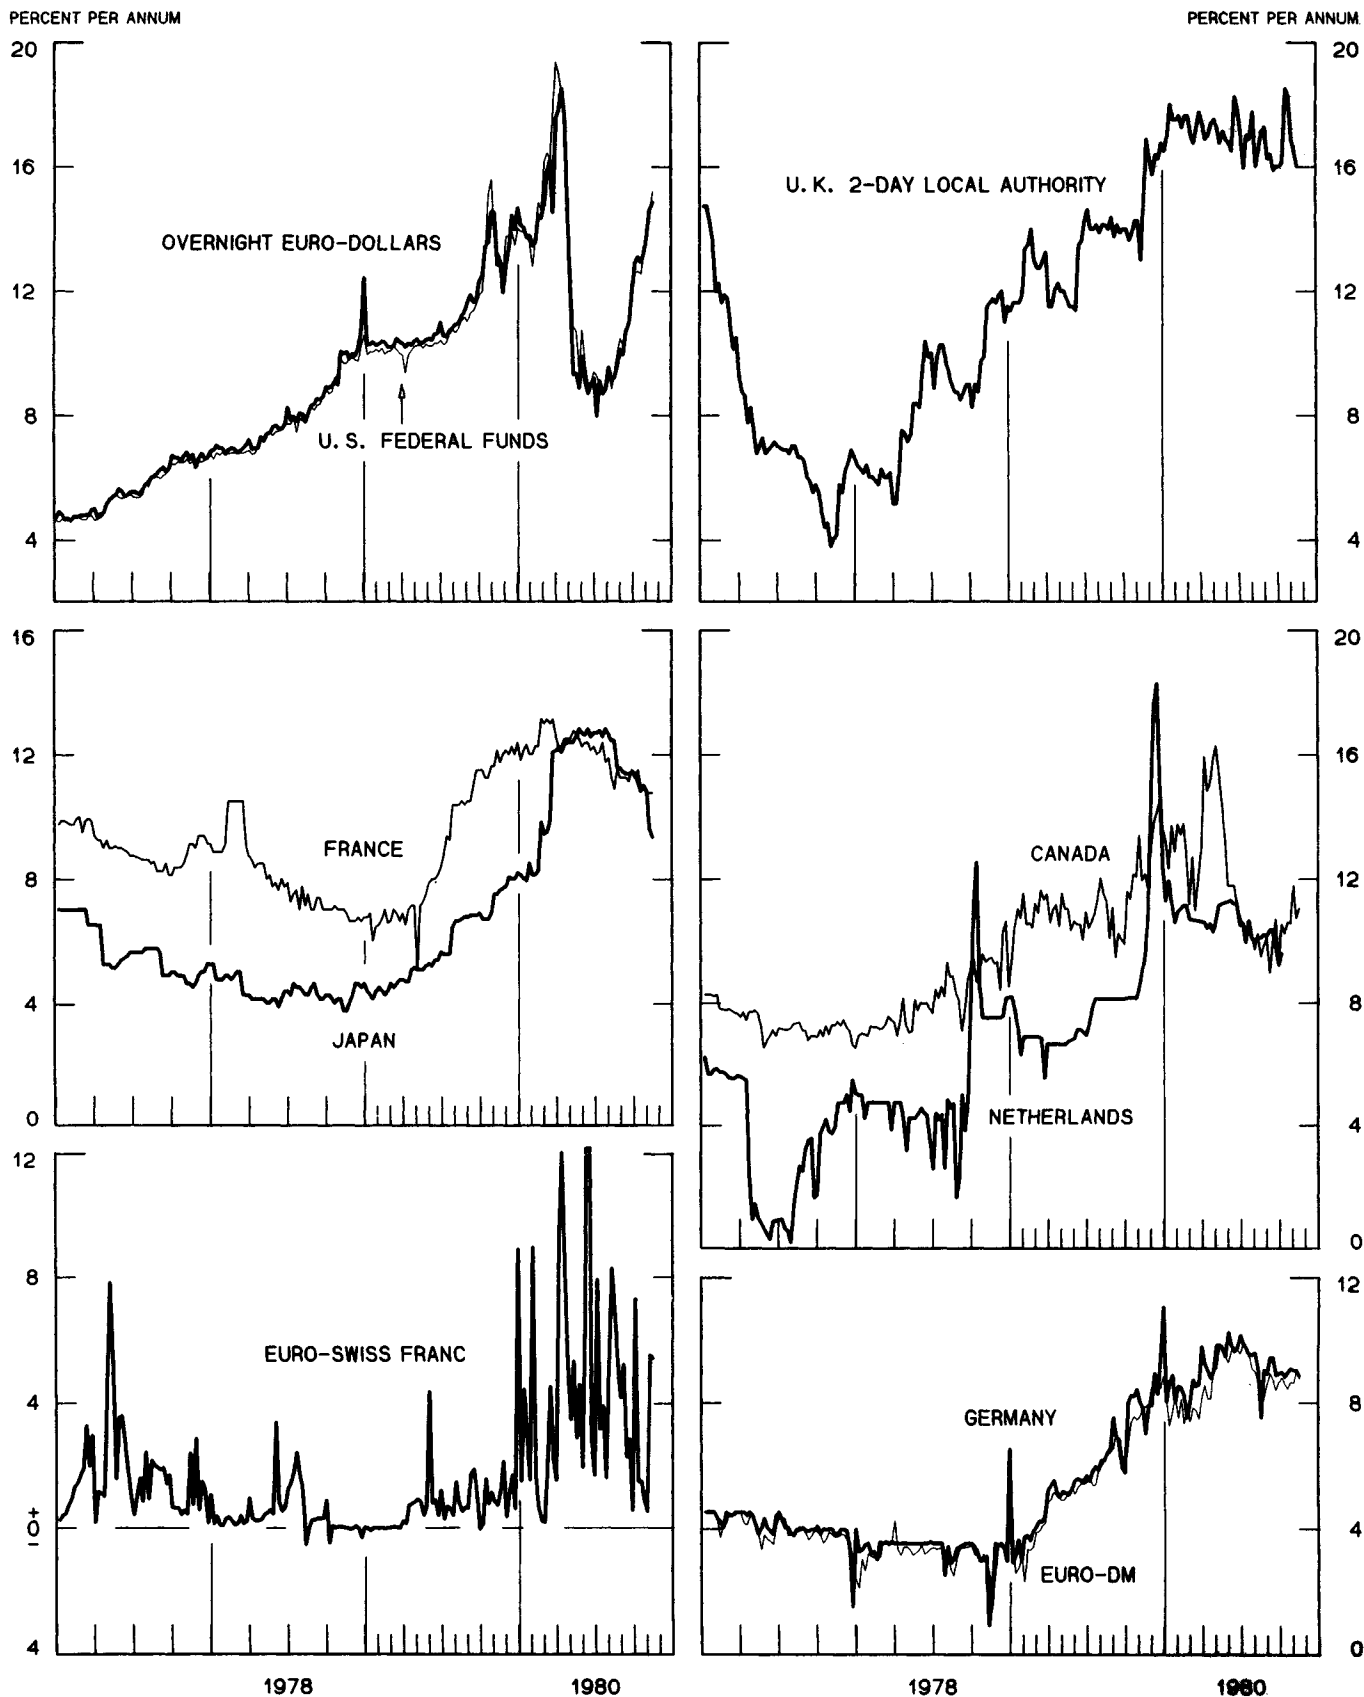 PERCENT PER ANNUM
PERCENT PER ANNUM
20
16
12
8
4
OVERNIGHT EURO-DOLLARS
U. S. FEDERAL FUNDS
20
16
12
8
4
U. K. 2-DAY LOCAL AUTHORITY
16
12
8
4
0
FRANCE
JAPAN
20
16
12
8
4
0
CANADA
NETHERLANDS
12
8
4
+
0
–
4
EURO-SWISS FRANC
12
8
4
0
GERMANY
EURO-DM
1978
1980
1978